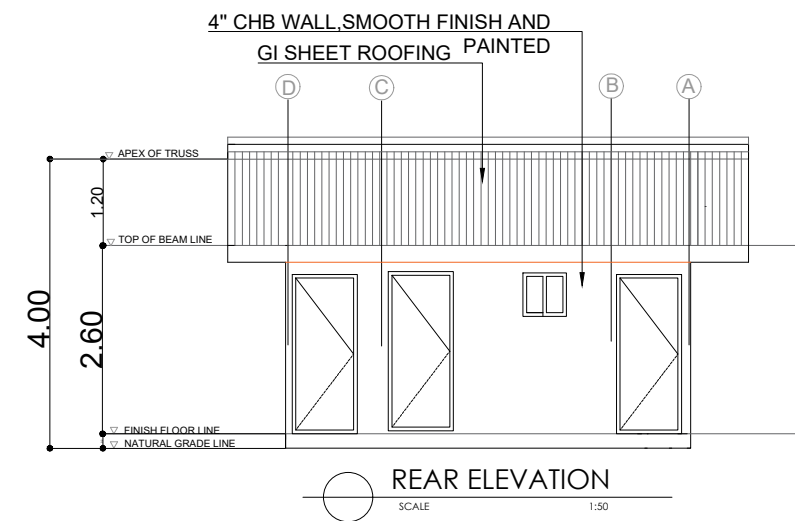 4" CHB WALL,SMOOTH FINISH AND
PAINTED
GI SHEET ROOFING
D
C
B
A
APEX OF TRUSS
1.20
TOP OF BEAM LINE
4.00
2.60
FINISH FLOOR LINE
NATURAL GRADE LINE
REAR ELEVATION
SCALE 1:50